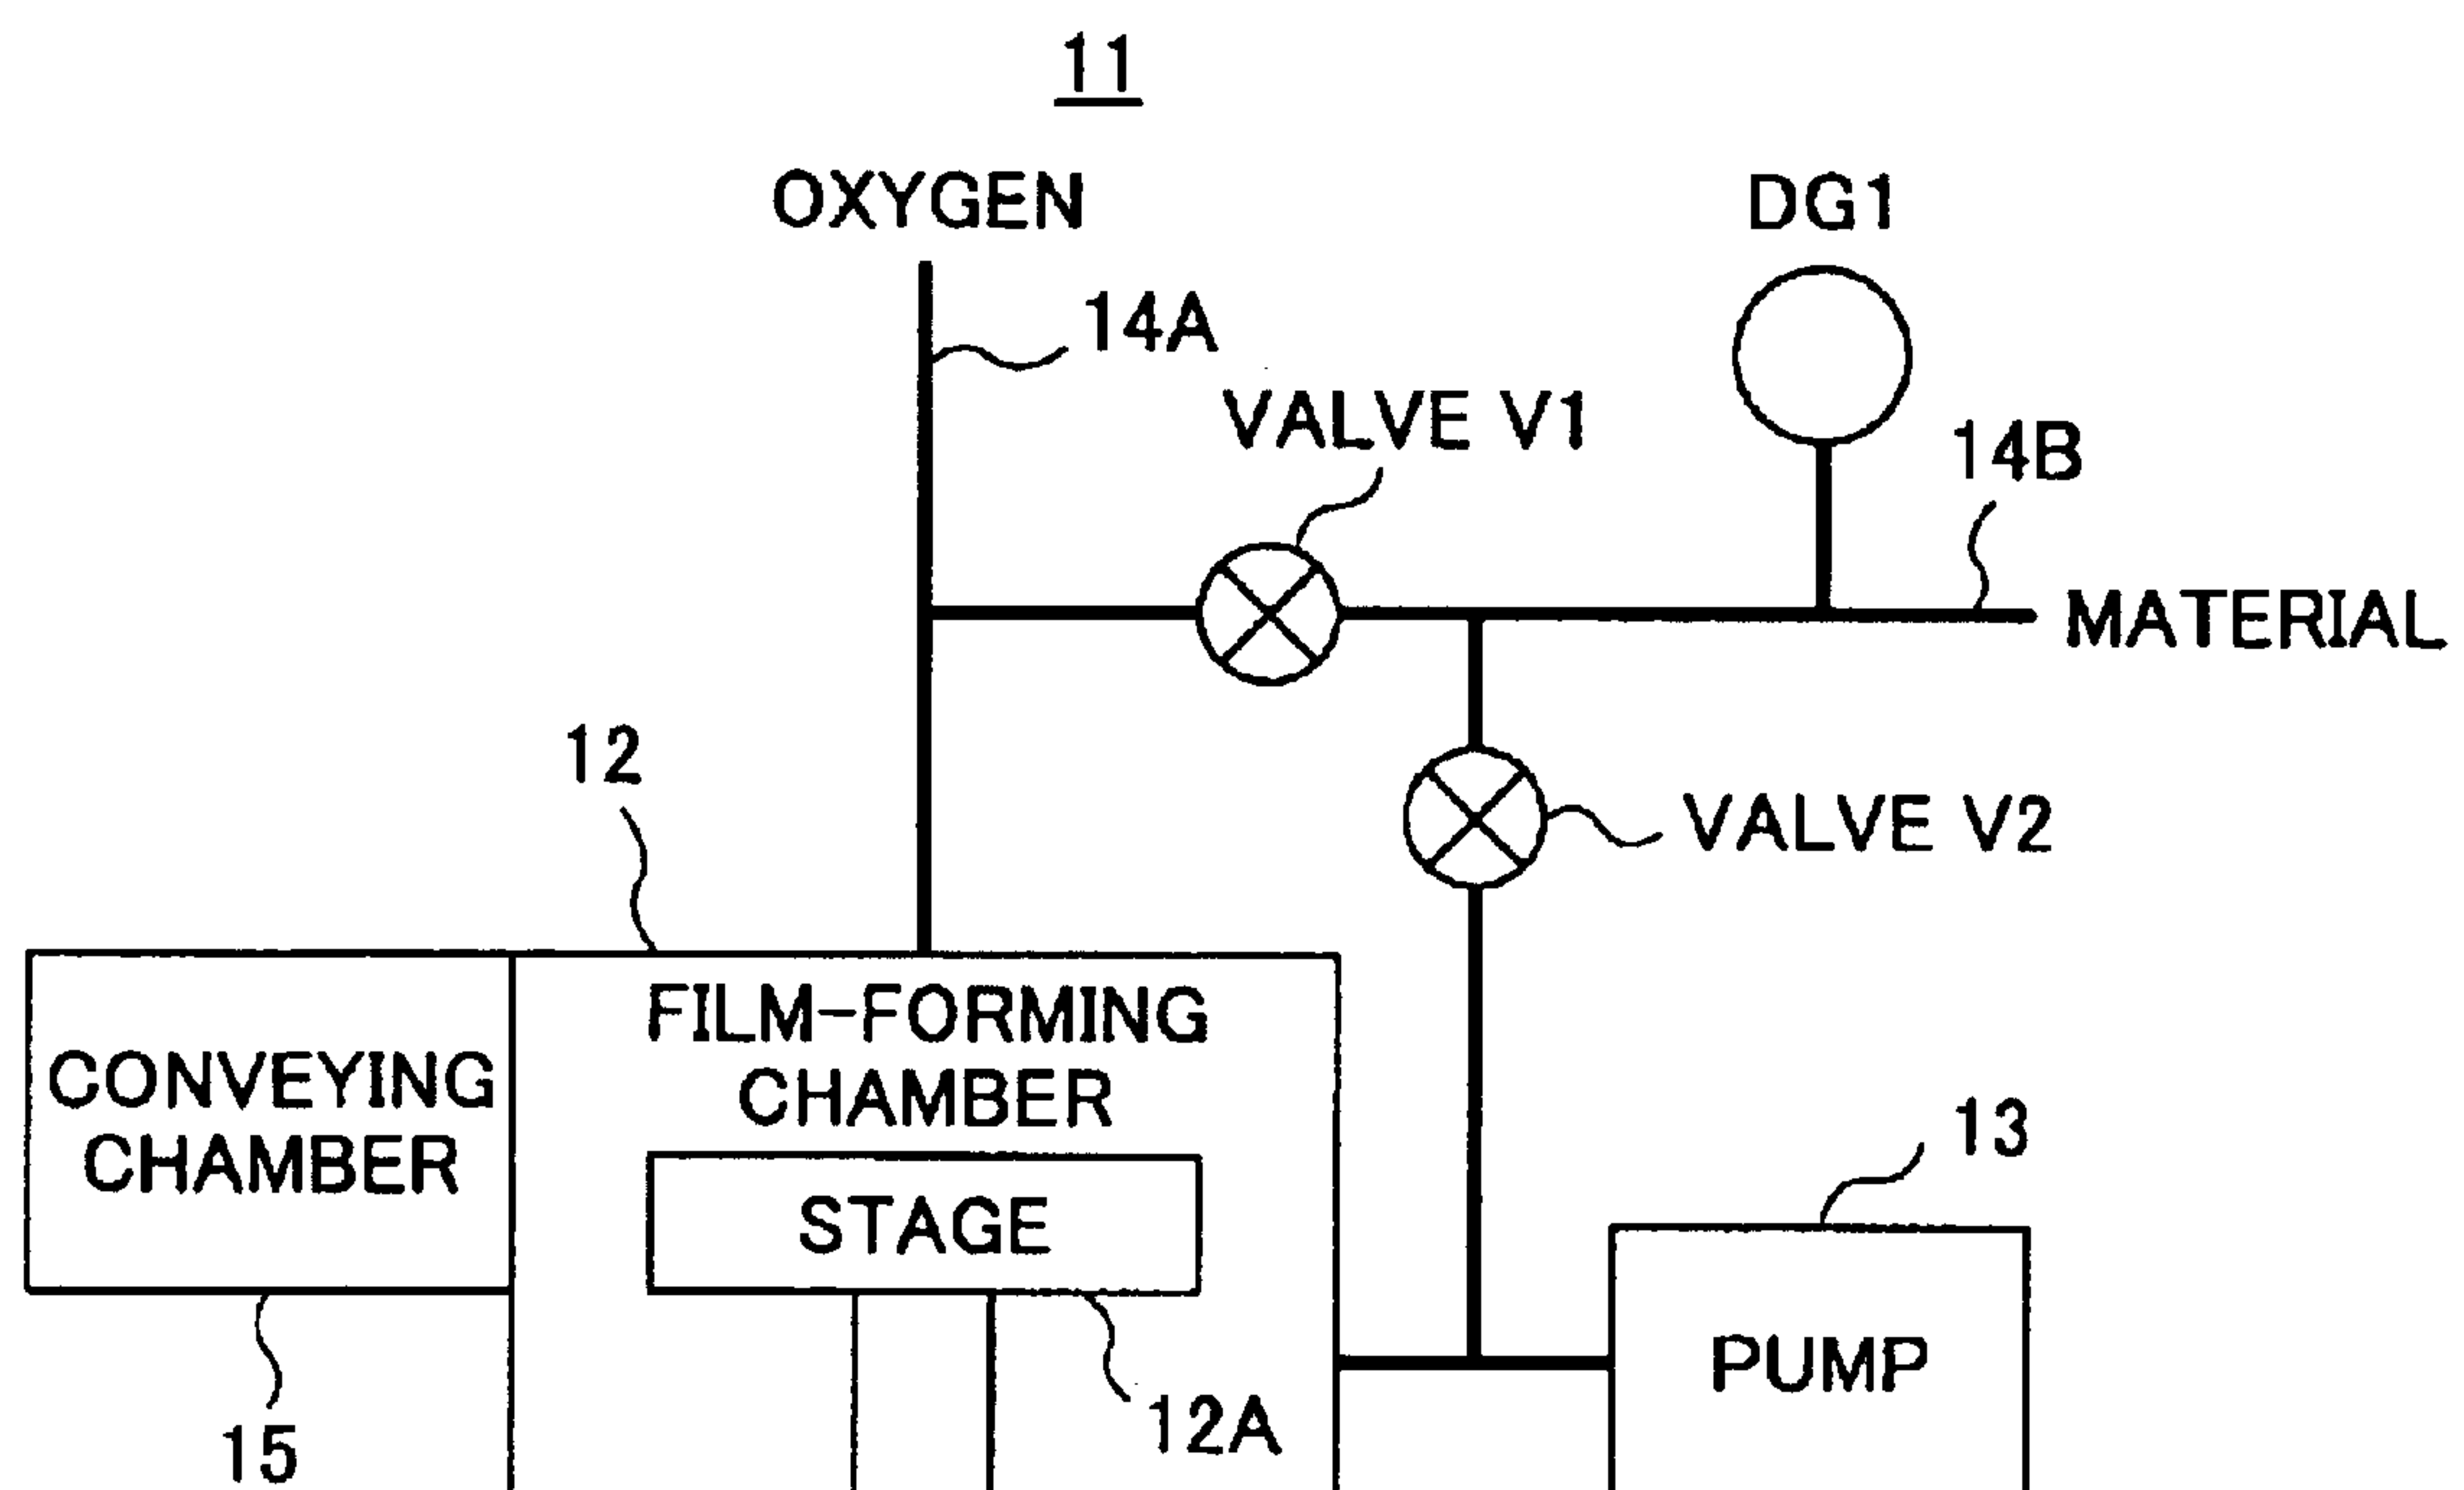 11
OXYGEN
DG1
14A
VALVE V1
14B
MATERIAL
12
VALVE V2
FILM-FORMING
CHAMBER
CONVEYING
CHAMBER
13
STAGE
PUMP
12A
15